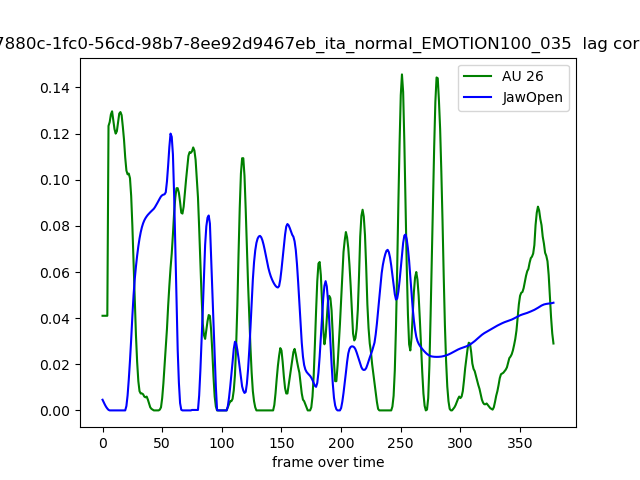 7880c-1fc0-56cd-98b7-8ee92d9467eb_ita_normal_EMOTION100_035 lag cor
AU 26
JawOpen
0.14
0.12
0.10
0.08
0.06
0.04
0.02
0.00
0 50 100 150 200 250 300 350
frame over time